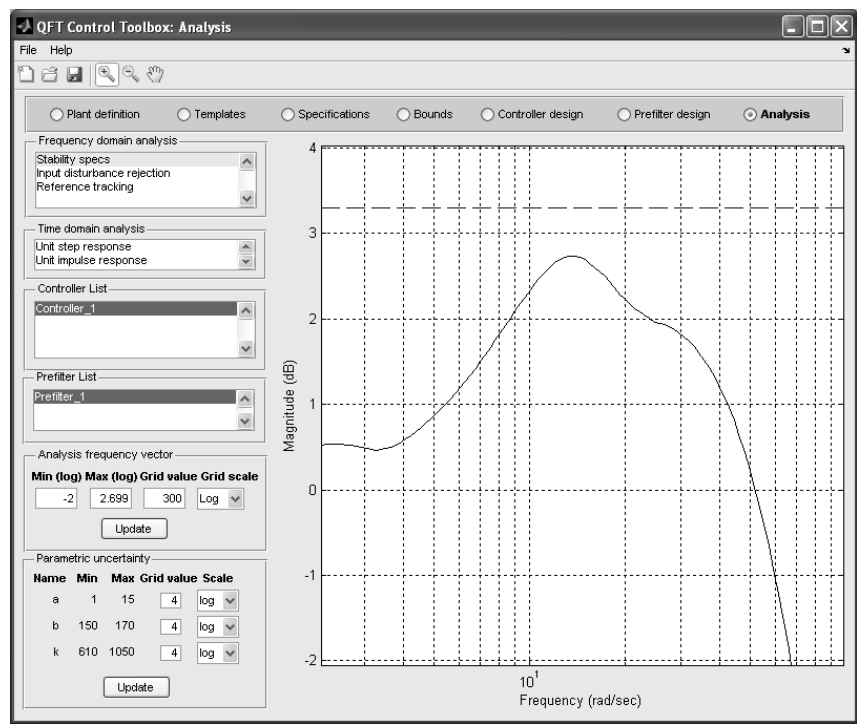 QFT Control Toolbox: Analysis
File Help
Plant definition Templates Specifications Bounds Controller design Prefilter design Analysis
Frequency domain analysis
Stability specs
Input disturbance rejection
Reference tracking
Time domain analysis
Unit step response
Unit impulse response
Controller List
Controller_1
Prefilter List
Prefilter_1
Analysis frequency vector
Min (log) Max (log) Grid value Grid scale
-2 2.699 300 Log
Update
Parametric uncertainty
Name Min Max Grid value Scale
a 1 15 4 log
b 150 170 4 log
k 610 1050 4 log
Update
4
3
2
1
0
-1
-2
Magnitude (dB)
10^1
Frequency (rad/sec)